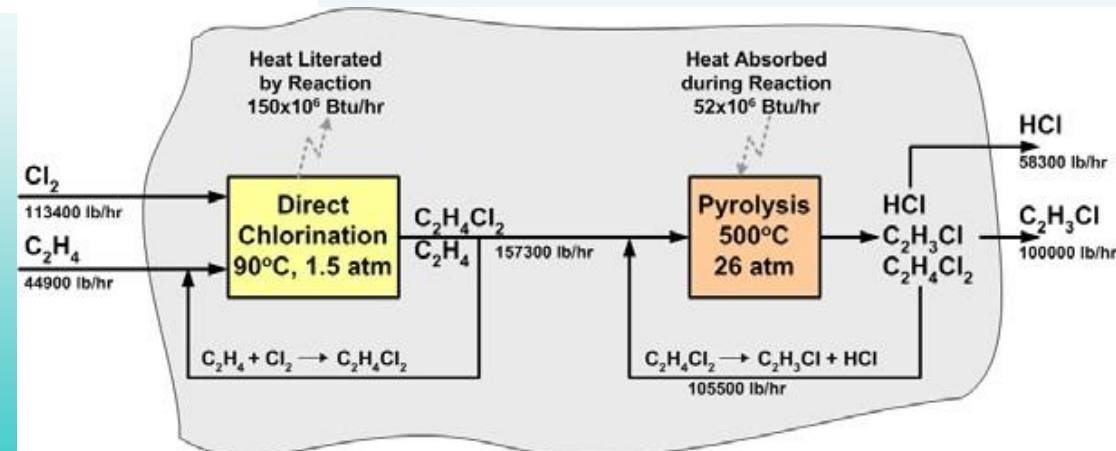 Heat Literated
by Reaction
150x10⁶ Btu/hr
Heat Absorbed
during Reaction
52x10⁶ Btu/hr
Cl₂
113400 lb/hr
C₂H₄
44900 lb/hr
Direct
Chlorination
90°C, 1.5 atm
C₂H₄Cl₂
C₂H₄
157300 lb/hr
Pyrolysis
500°C
26 atm
HCl
C₂H₃Cl
C₂H₄Cl₂
HCl
58300 lb/hr
C₂H₃Cl
100000 lb/hr
C₂H₄ + Cl₂ → C₂H₄Cl₂
C₂H₄Cl₂ → C₂H₃Cl + HCl
105500 lb/hr